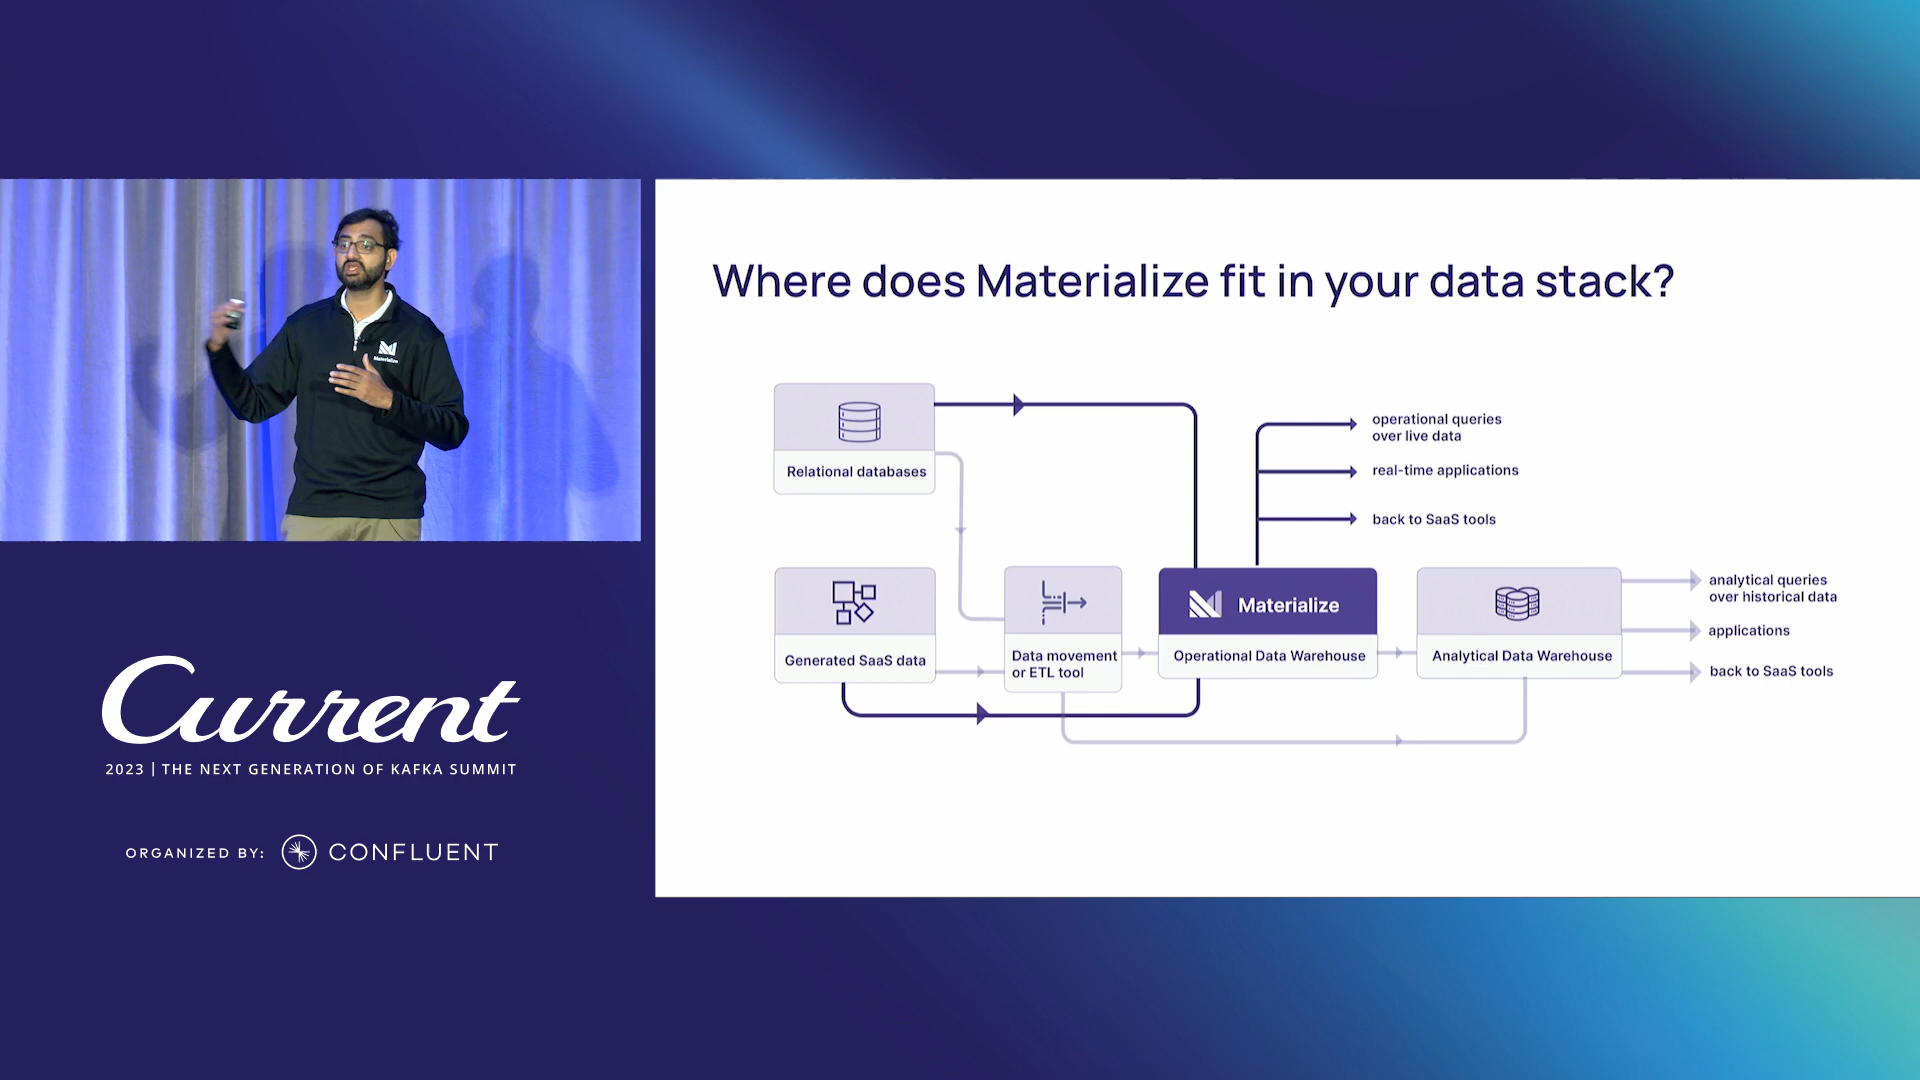 Where does Materialize fit in your data stack?
Relational databases
operational queries
over live data
real-time applications
back to SaaS tools
Generated SaaS data
Data movement
or ETL tool
Materialize
Operational Data Warehouse
Analytical Data Warehouse
analytical queries
over historical data
applications
back to SaaS tools
Materialize
Current
2023 | THE NEXT GENERATION OF KAFKA SUMMIT
ORGANIZED BY: CONFLUENT